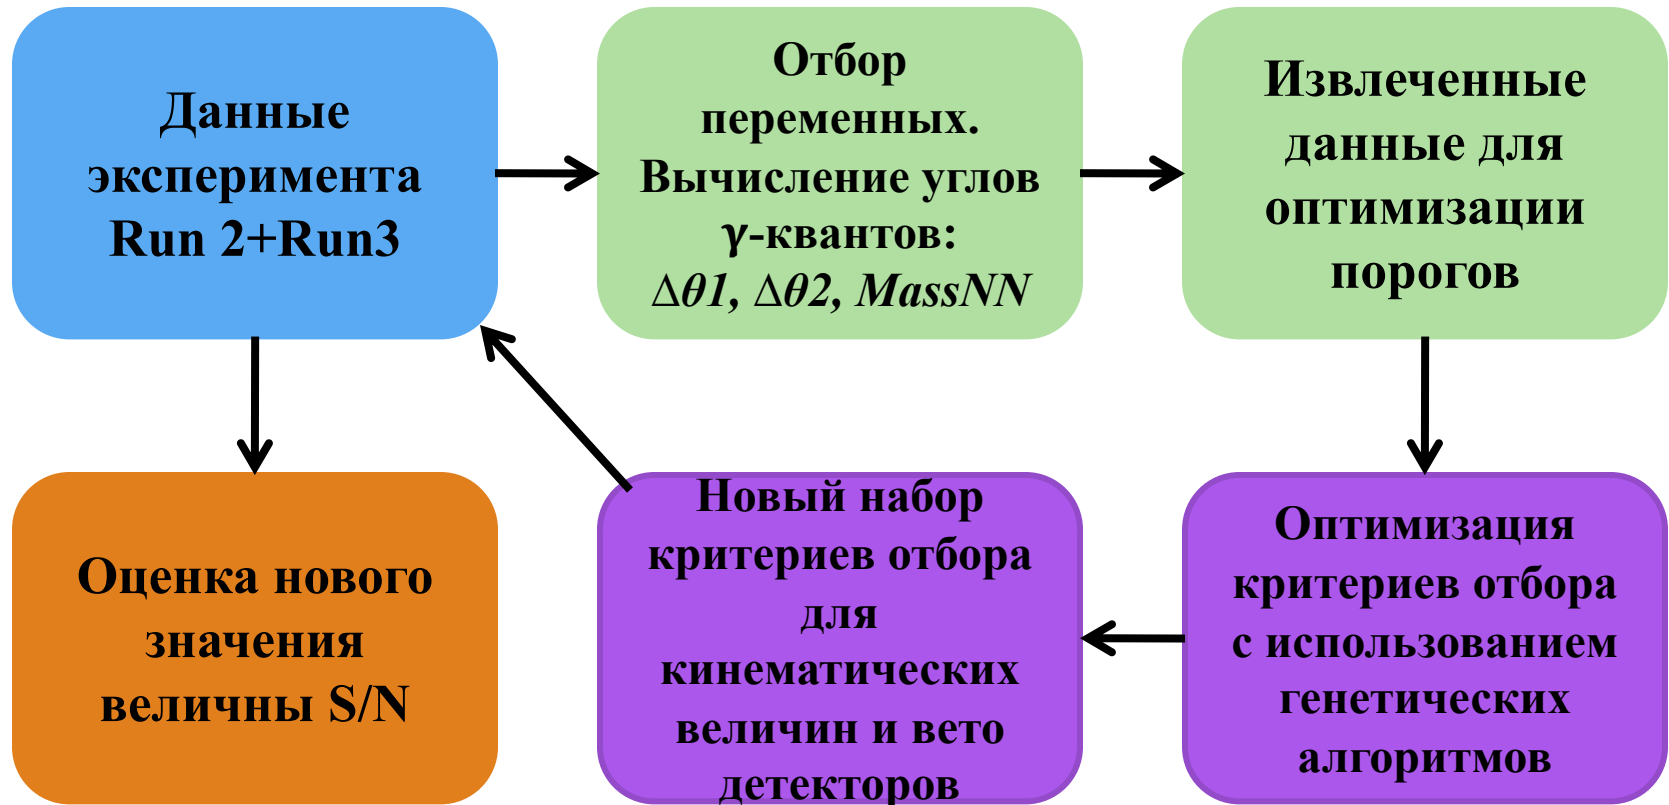 Данные
эксперимента
Run 2+Run3
Отбор
переменных.
Вычисление углов
γ-квантов:
Δθ1, Δθ2, MassNN
Извлеченные
данные для
оптимизации
порогов
Оценка нового
значения
величны S/N
Новый набор
критериев отбора
для
кинематических
величин и вето
детекторов
Оптимизация
критериев отбора
с использованием
генетических
алгоритмов